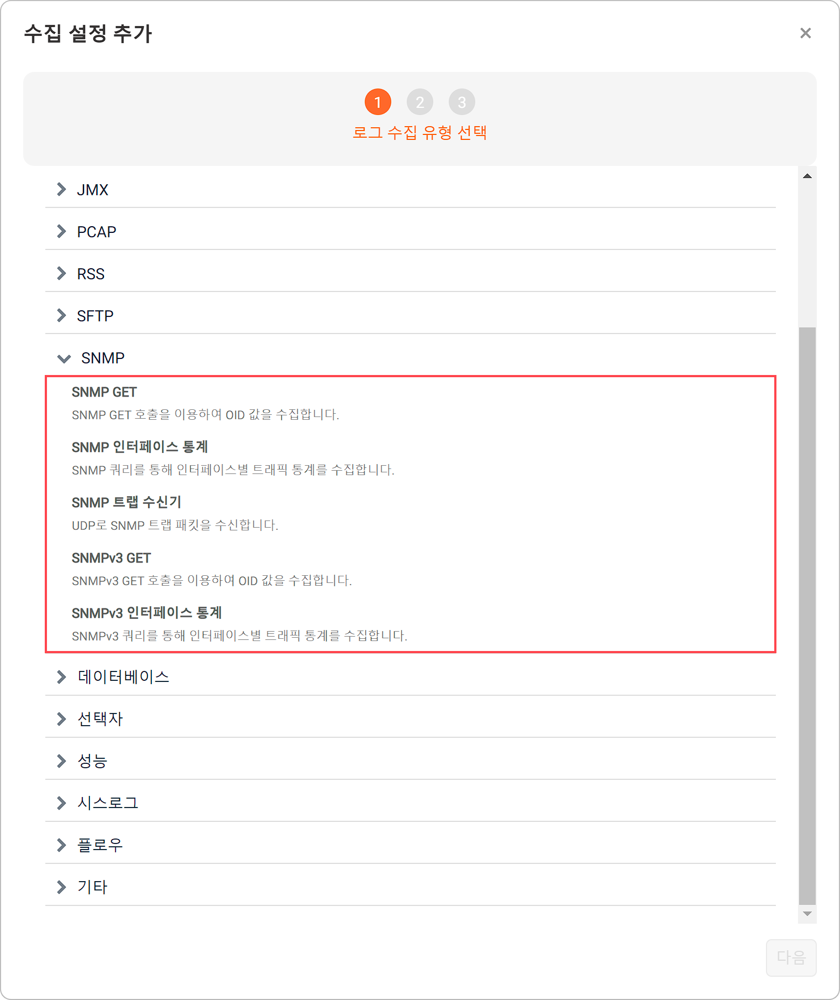 수집 설정 추가
×
1 2 3
로그 수집 유형 선택
JMX
PCAP
RSS
SFTP
SNMP
SNMP GET
SNMP GET 호출을 이용하여 OID 값을 수집합니다.
SNMP 인터페이스 통계
SNMP 쿼리를 통해 인터페이스별 트래픽 통계를 수집합니다.
SNMP 트랩 수신기
UDP로 SNMP 트랩 패킷을 수신합니다.
SNMPv3 GET
SNMPv3 GET 호출을 이용하여 OID 값을 수집합니다.
SNMPv3 인터페이스 통계
SNMPv3 쿼리를 통해 인터페이스별 트래픽 통계를 수집합니다.
데이터베이스
선택자
성능
시스로그
플로우
기타
다음